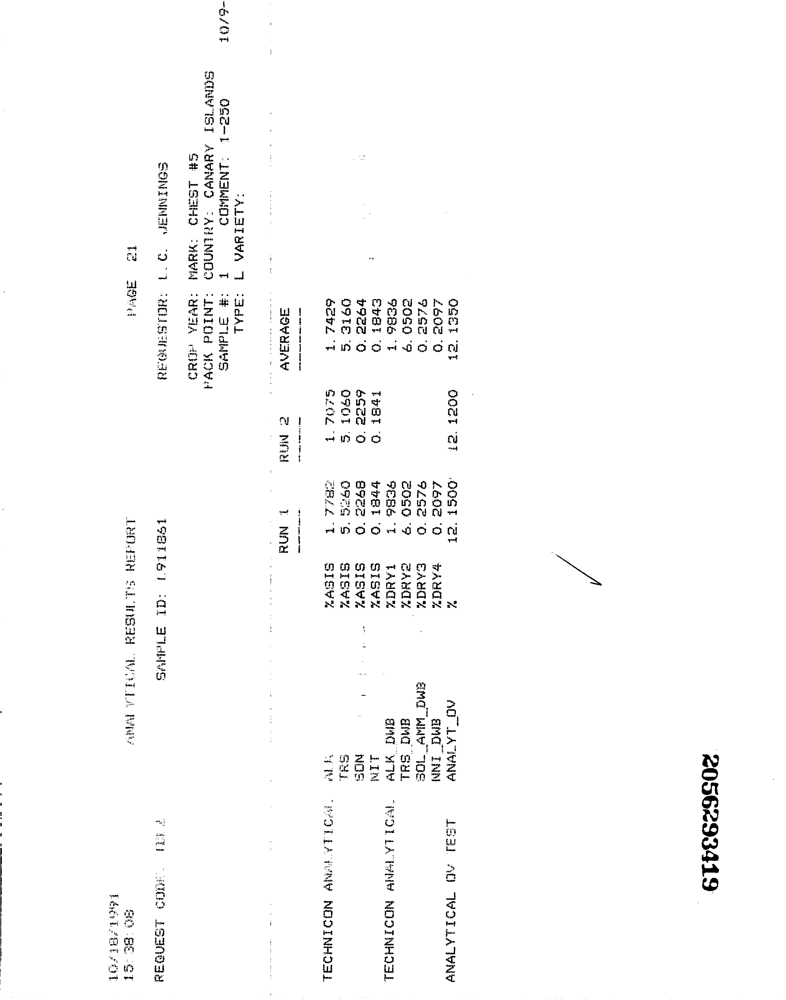 10/18/1991 ANALYTICAL RESULTS REPORT PAGE 21
15:38:08
REQUEST CODE: SAMPLE ID: L911861 REQUESTOR: L.C. JENNINGS
CROP YEAR: MARK: CHEST #5
PACK POINT: COUNTRY: CANARY ISLANDS
SAMPLE #: 1 COMMENT: 1-250 10/9-
TYPE: L VARIETY:
RUN 1 RUN 2 AVERAGE
----- ----- -------
TECHNICON ANALYTICAL ALK %ASIS 1.7782 1.7075 1.7429
TRS %ASIS 5.5260 5.1060 5.3160
SON %ASIS 0.2268 0.2259 0.2264
NIT %ASIS 0.1844 0.1841 0.1843
TECHNICON ANALYTICAL ALK_DWB %DRY1 1.9836 1.9836
TRS_DWB %DRY2 6.0502 6.0502
SOL_AMM_DWB %DRY3 0.2576 0.2576
NNI_DWB %DRY4 0.2097 0.2097
ANALYTICAL OV TEST ANALYT_OV % 12.1500 12.1200 12.1350
2056293419